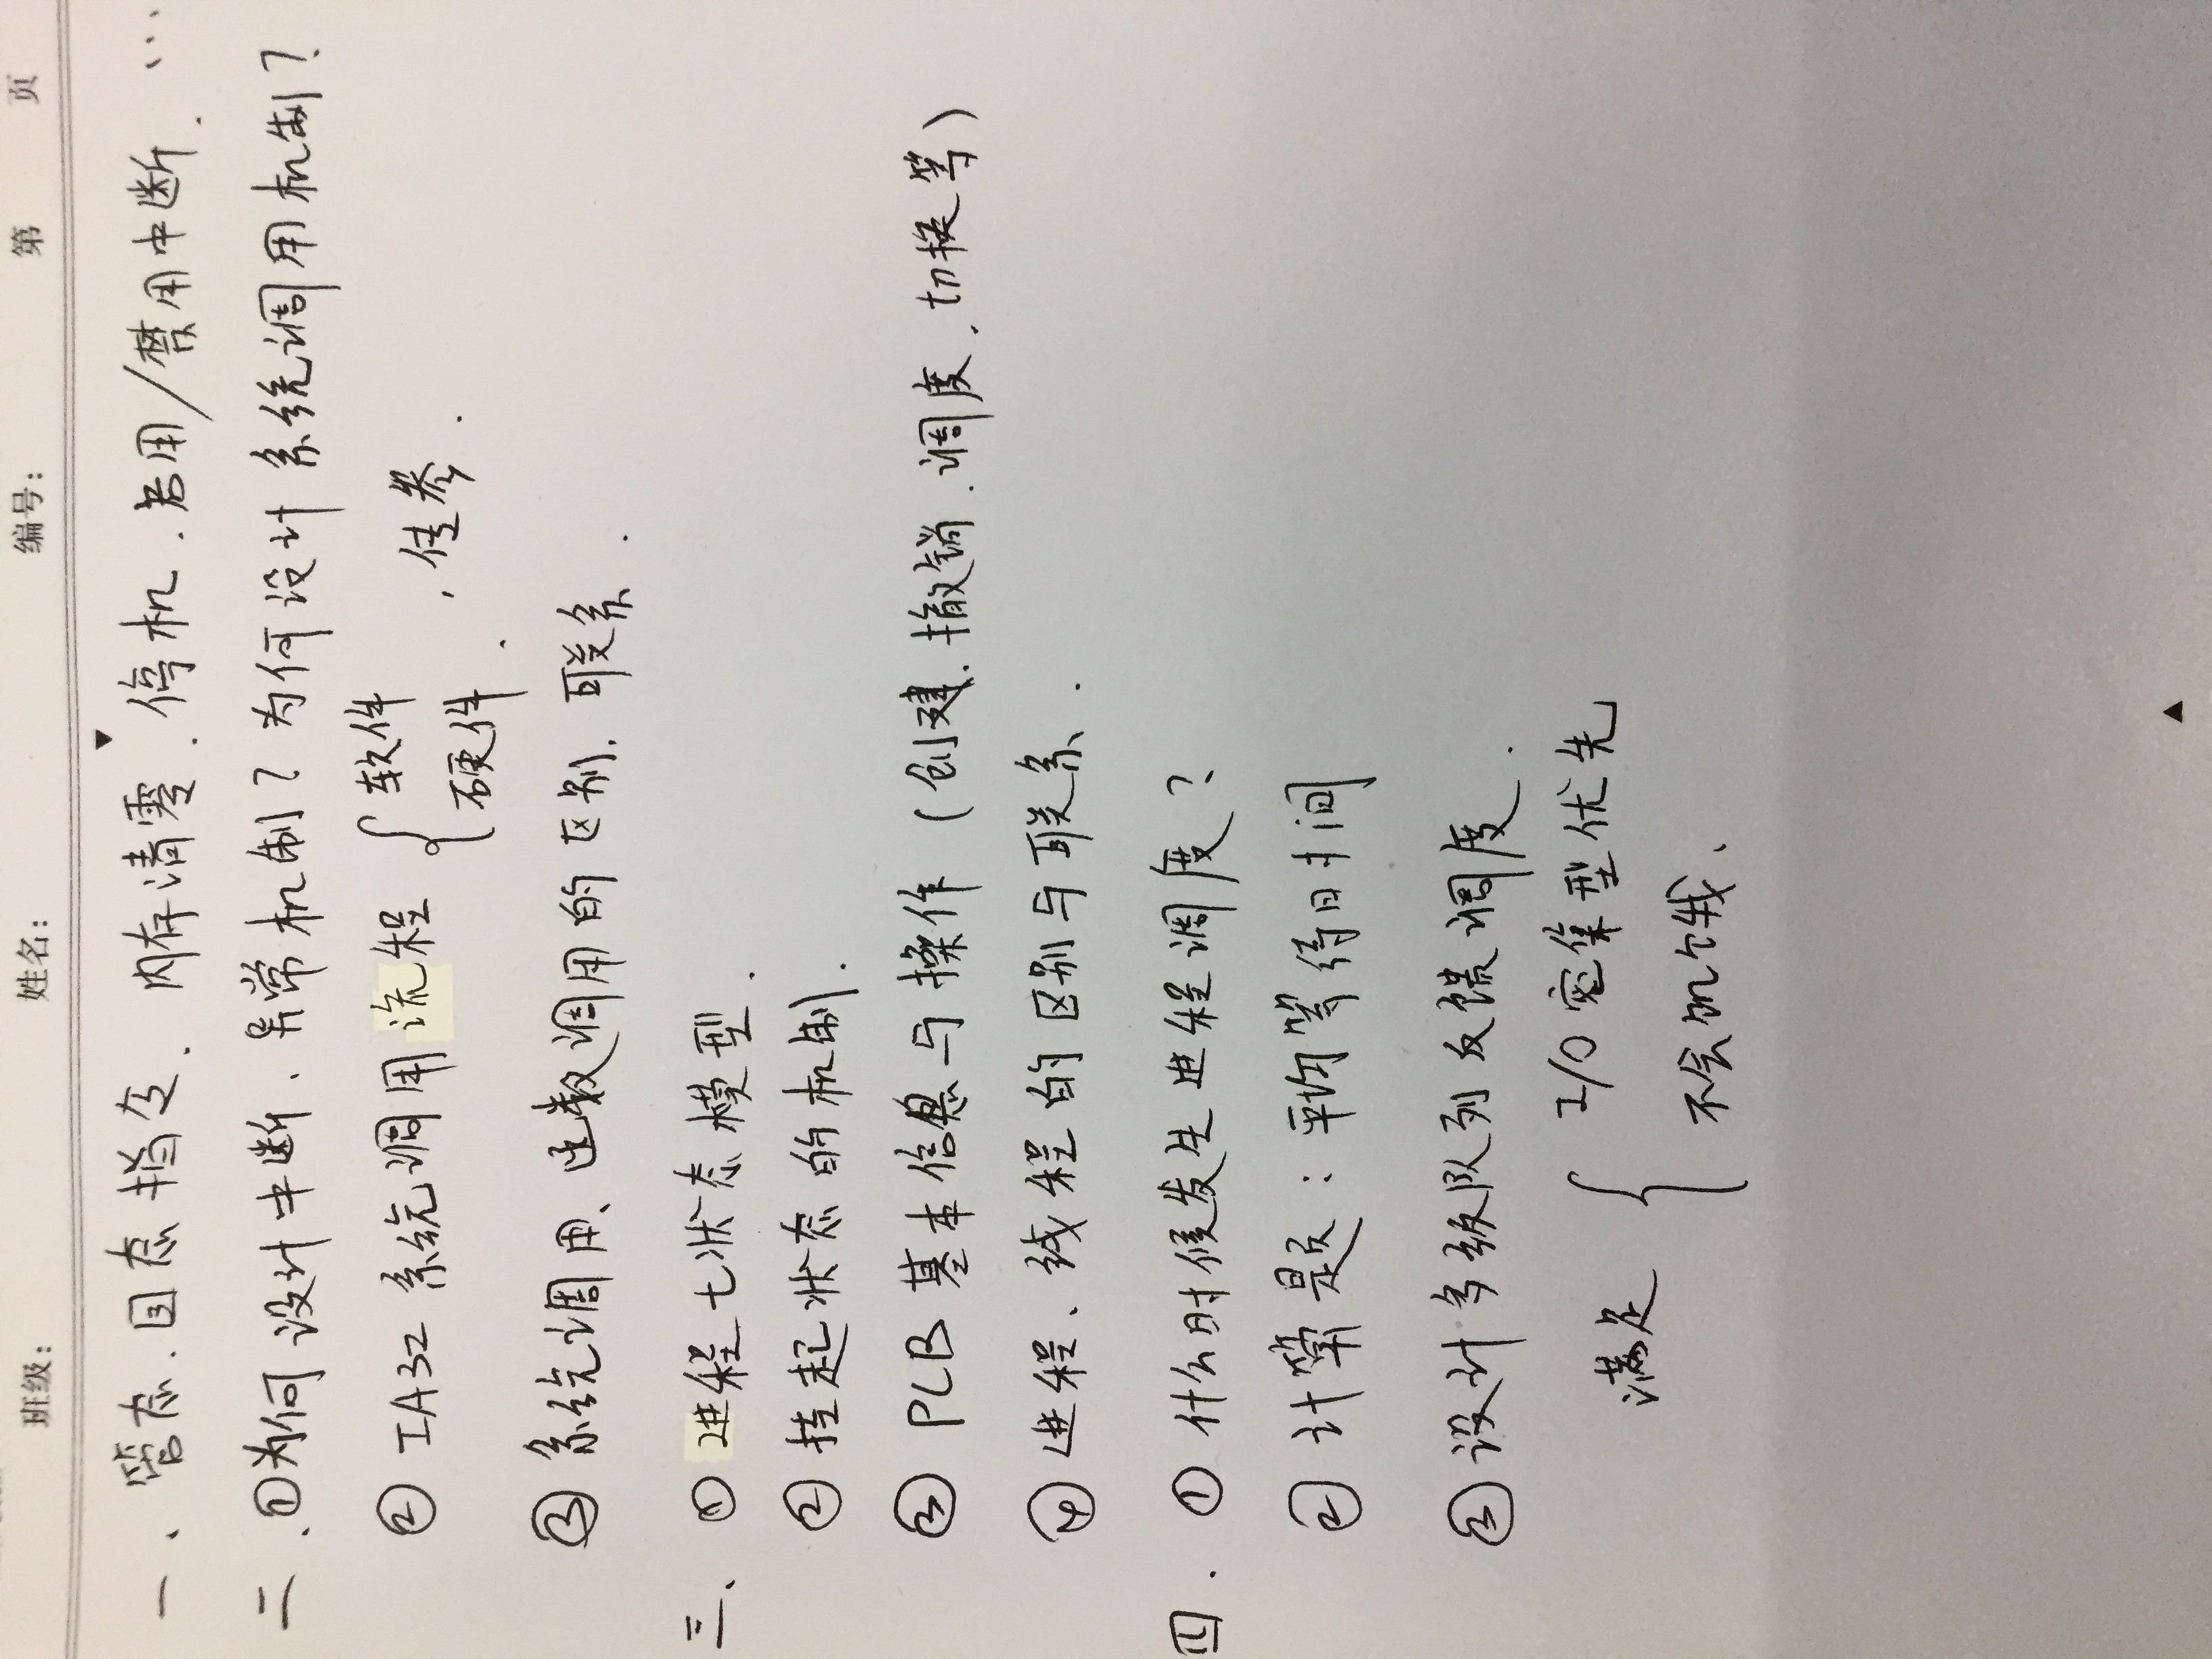 班级： 姓名： 编号： 第 页
一、管态、目态指令、内存清零、停机、启用/禁用中断、…
二、①为何设计中断、异常机制？为何设计系统调用机制？
② IA32 系统调用流程 { 软件 硬件 . ，传参.
③ 系统调用、函数调用的区别、联系.
三、① 进程七状态模型.
② 挂起状态的机制.
③ PCB 基本信息与操作（创建、撤销、调度、切换等）
④ 进程、线程的区别与联系.
四. ① 什么时候发生进程调度？
② 计算题：平均等待时间
③ 设计多级队列反馈调度.
满足 { I/O 密集型优先
不会饥饿、